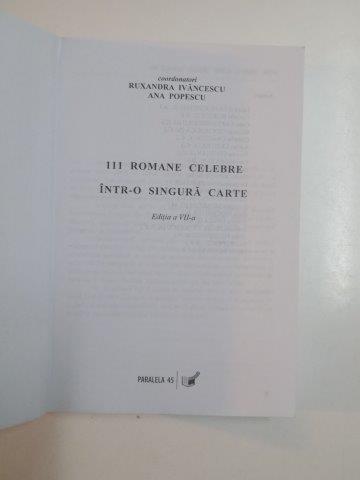 coordonatori
RUXANDRA IVĂNCESCU
ANA POPESCU
111 ROMANE CELEBRE
ÎNTR-O SINGURĂ CARTE
Ediția a VII-a
PARALELA 45